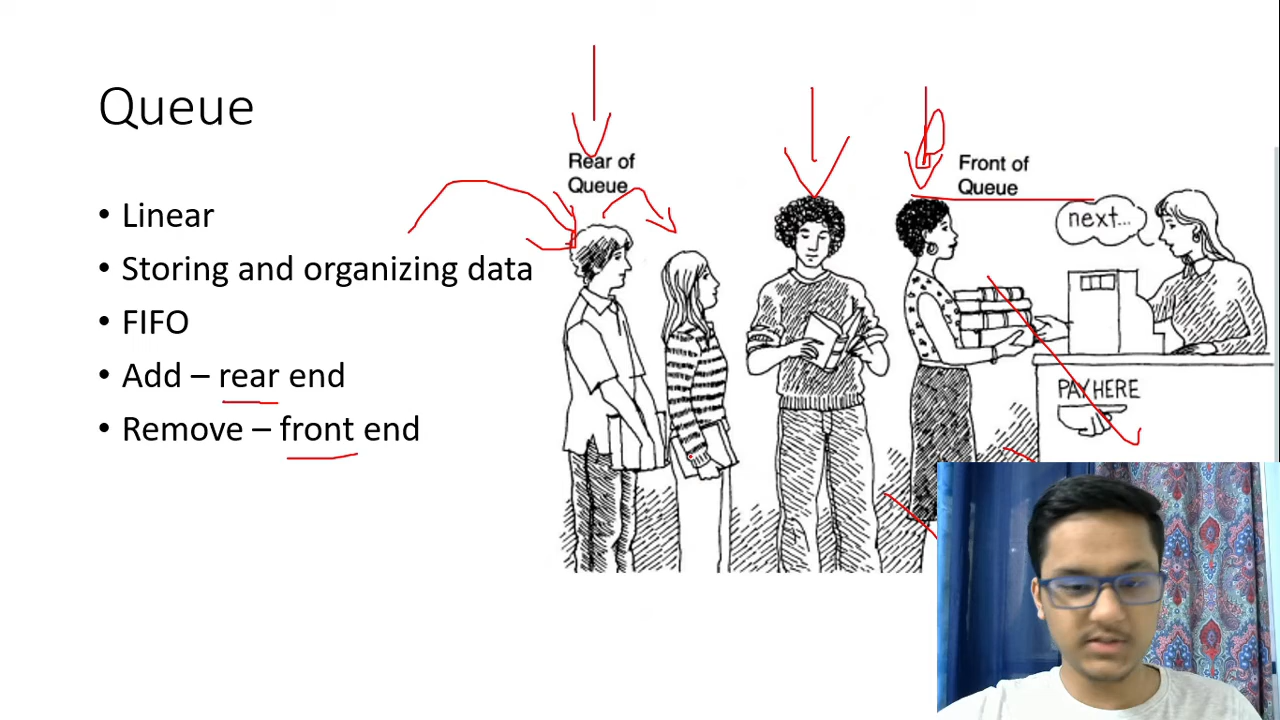 Queue
• Linear
• Storing and organizing data
• FIFO
• Add – rear end
• Remove – front end
Rear of
Queue
Front of
Queue
next...
PAY HERE